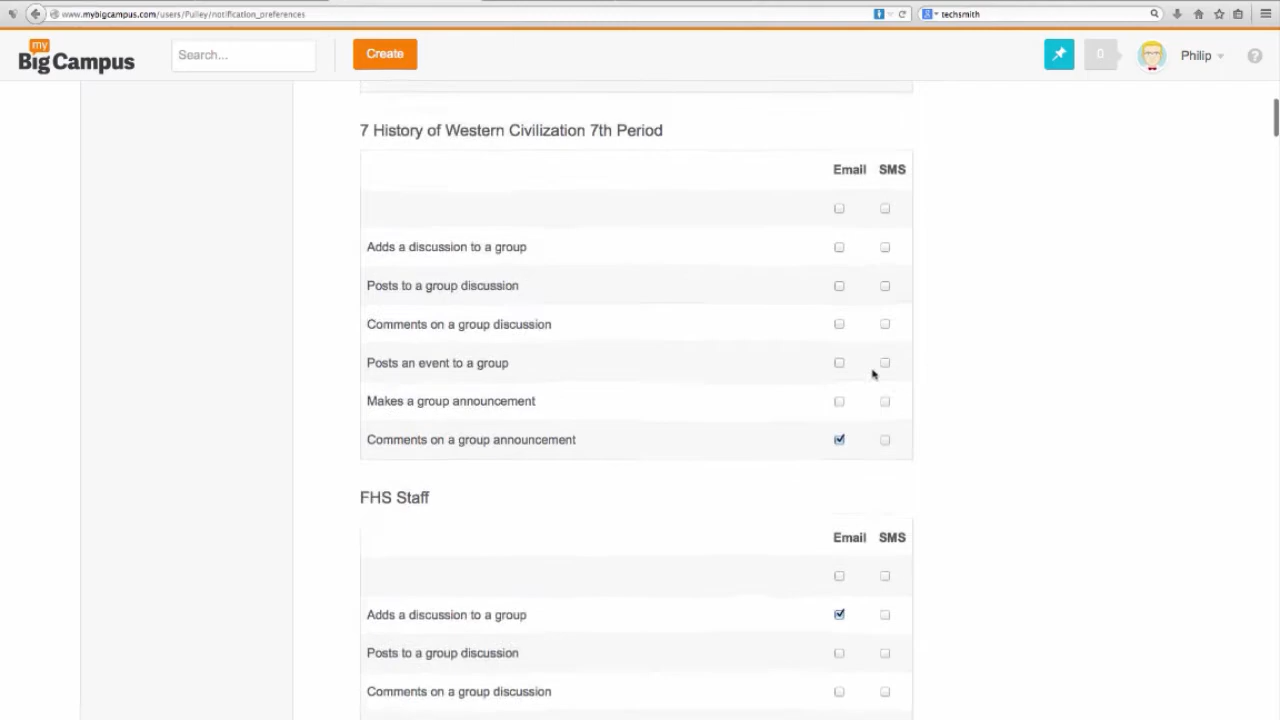 www.mybigcampus.com/users/Pulley/notification_preferences
techsmith
my
BigCampus
Search...
Create
0
Philip
?
7 History of Western Civilization 7th Period
Email SMS
Adds a discussion to a group
Posts to a group discussion
Comments on a group discussion
Posts an event to a group
Makes a group announcement
Comments on a group announcement
FHS Staff
Email SMS
Adds a discussion to a group
Posts to a group discussion
Comments on a group discussion